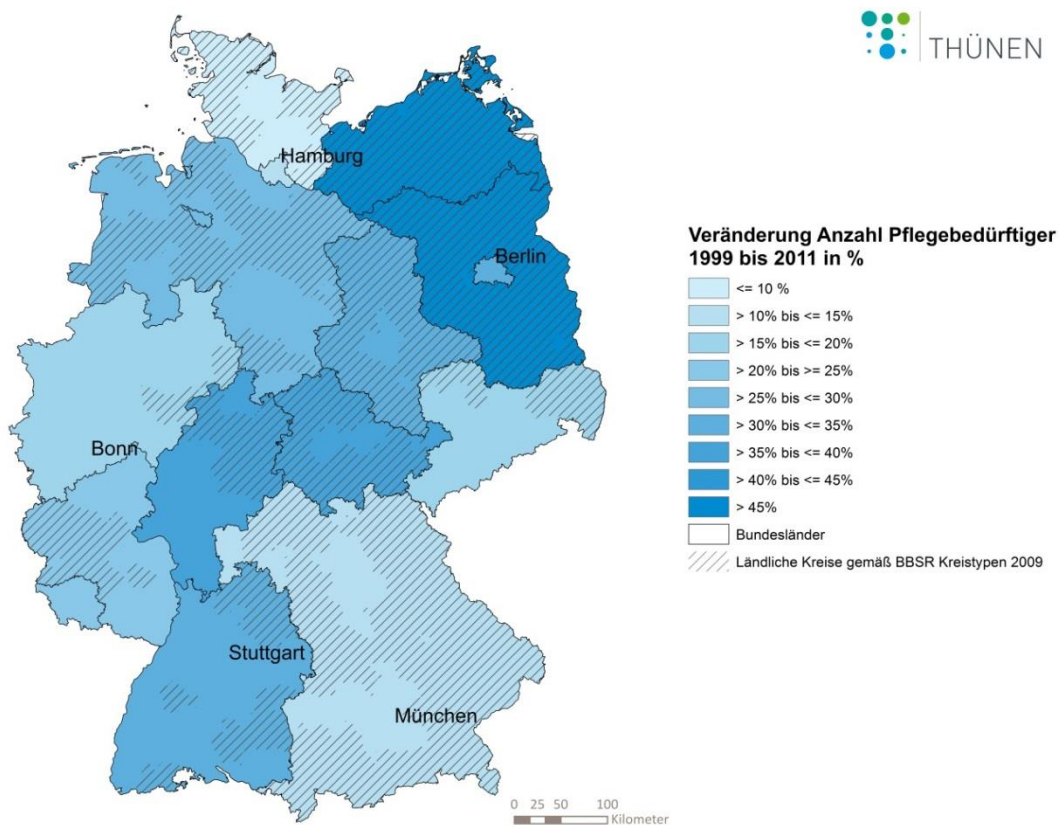 THÜNEN
Hamburg
Berlin
Bonn
Stuttgart
München
Veränderung Anzahl Pflegebedürftiger
1999 bis 2011 in %
<= 10 %
> 10% bis <= 15%
> 15% bis <= 20%
> 20% bis >= 25%
> 25% bis <= 30%
> 30% bis <= 35%
> 35% bis <= 40%
> 40% bis <= 45%
> 45%
Bundesländer
Ländliche Kreise gemäß BBSR Kreistypen 2009
0 25 50 100
Kilometer